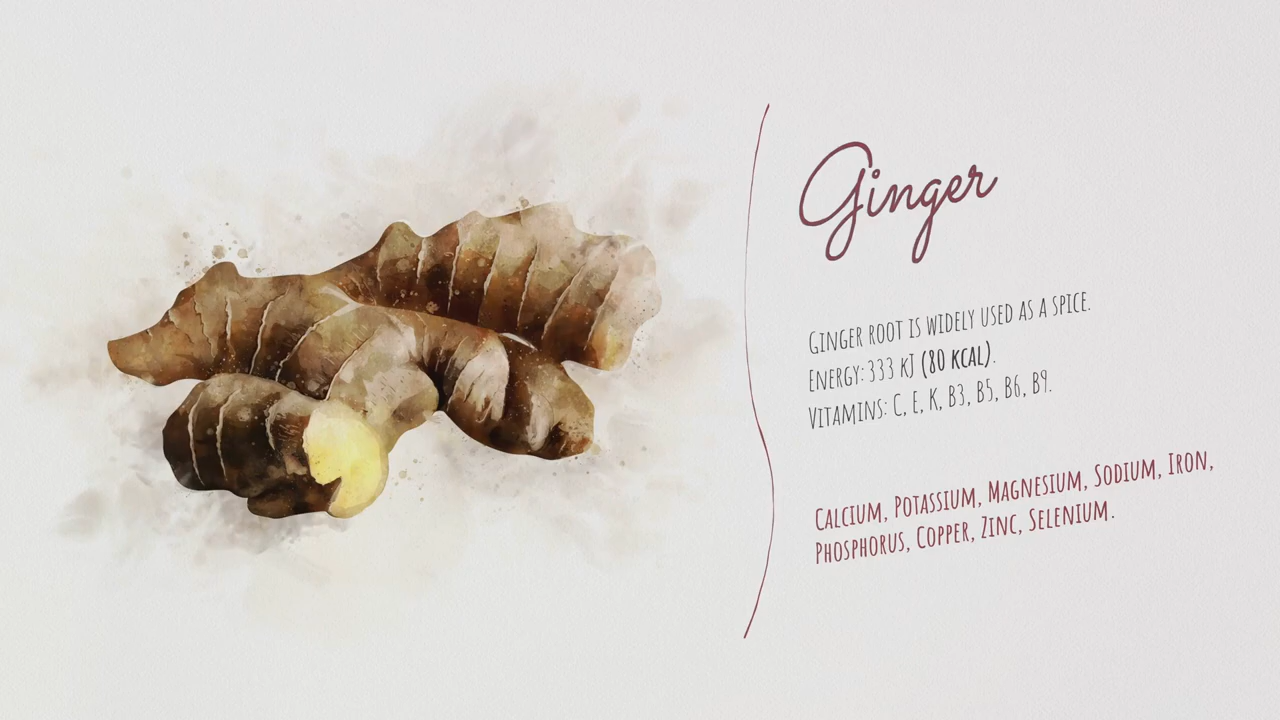 Ginger
Ginger root is widely used as a spice.
Energy: 333 kJ (80 kcal).
Vitamins: C, E, K, B3, B5, B6, B9.
Calcium, Potassium, Magnesium, Sodium, Iron,
Phosphorus, Copper, Zinc, Selenium.